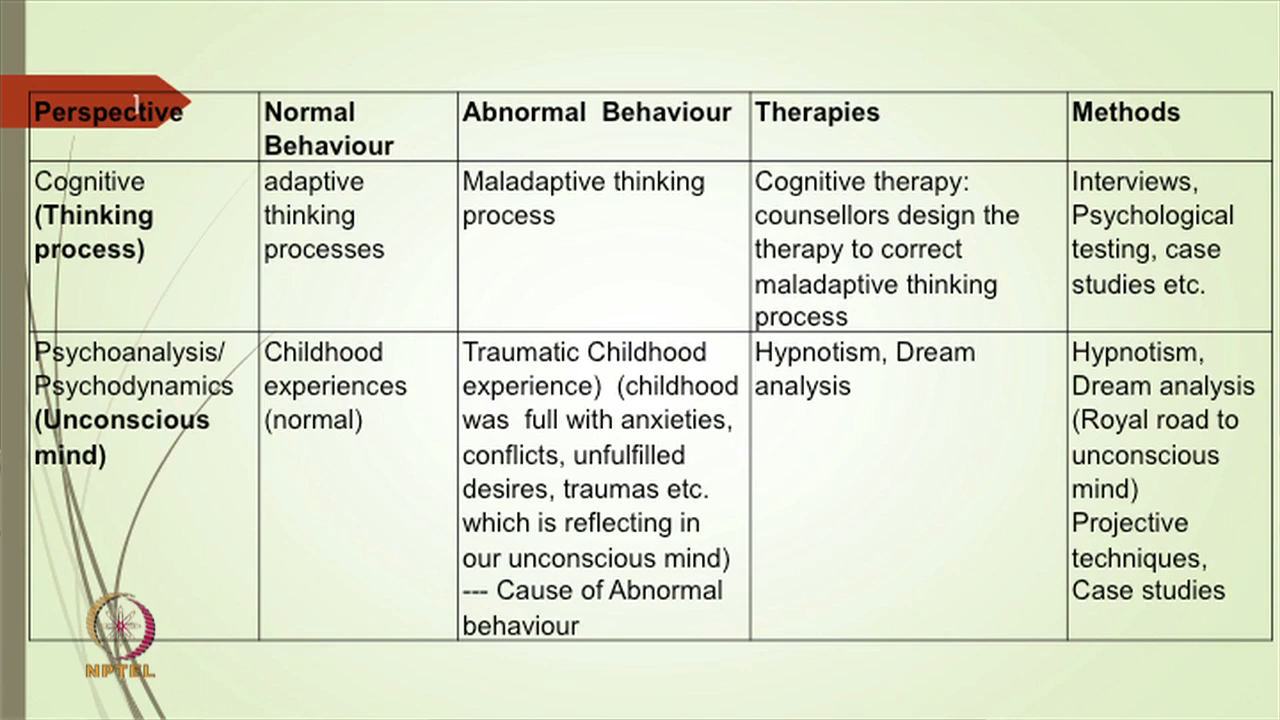 1
Perspective
Normal
Behaviour
Abnormal Behaviour
Therapies
Methods
Cognitive
(Thinking
process)
adaptive
thinking
processes
Maladaptive thinking
process
Cognitive therapy:
counsellors design the
therapy to correct
maladaptive thinking
process
Interviews,
Psychological
testing, case
studies etc.
Psychoanalysis/
Psychodynamics
(Unconscious
mind)
Childhood
experiences
(normal)
Traumatic Childhood
experience) (childhood
was full with anxieties,
conflicts, unfulfilled
desires, traumas etc.
which is reflecting in
our unconscious mind)
--- Cause of Abnormal
behaviour
Hypnotism, Dream
analysis
Hypnotism,
Dream analysis
(Royal road to
unconscious
mind)
Projective
techniques,
Case studies
NPTEL